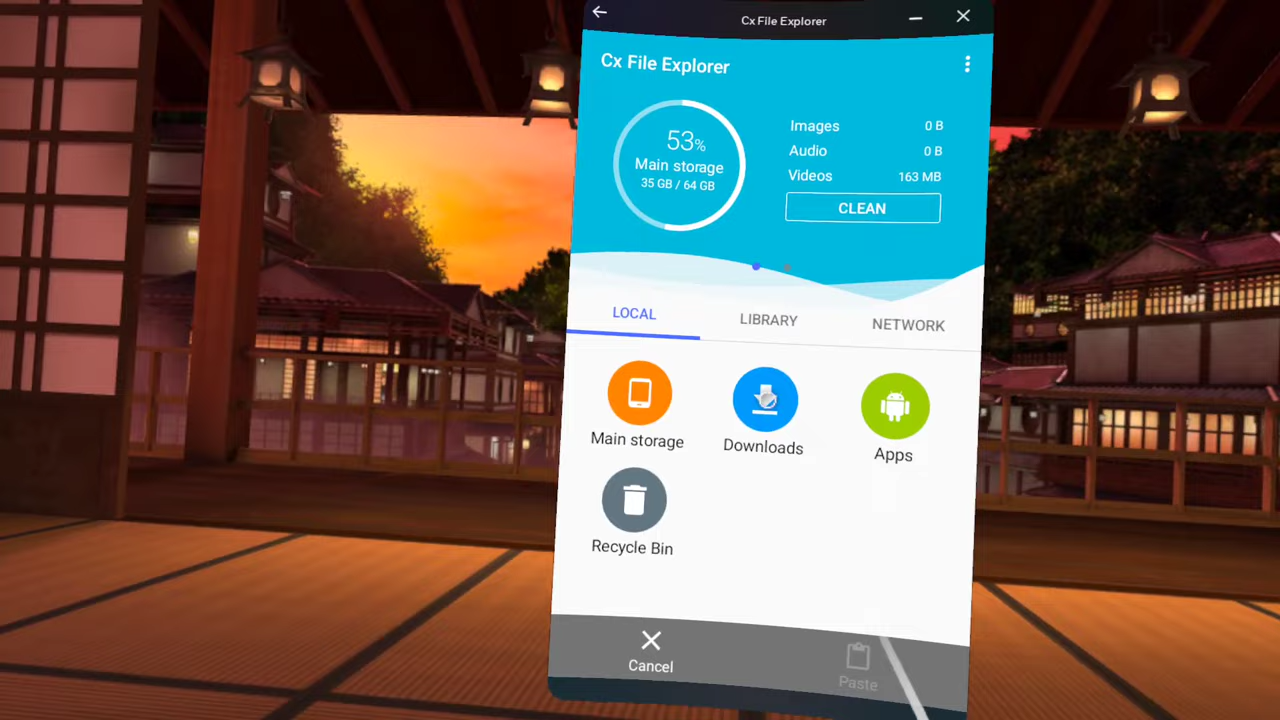 Cx File Explorer
Cx File Explorer
53%
Main storage
35 GB / 64 GB
Images 0 B
Audio 0 B
Videos 163 MB
CLEAN
LOCAL LIBRARY NETWORK
Main storage Downloads Apps
Recycle Bin
Cancel Paste